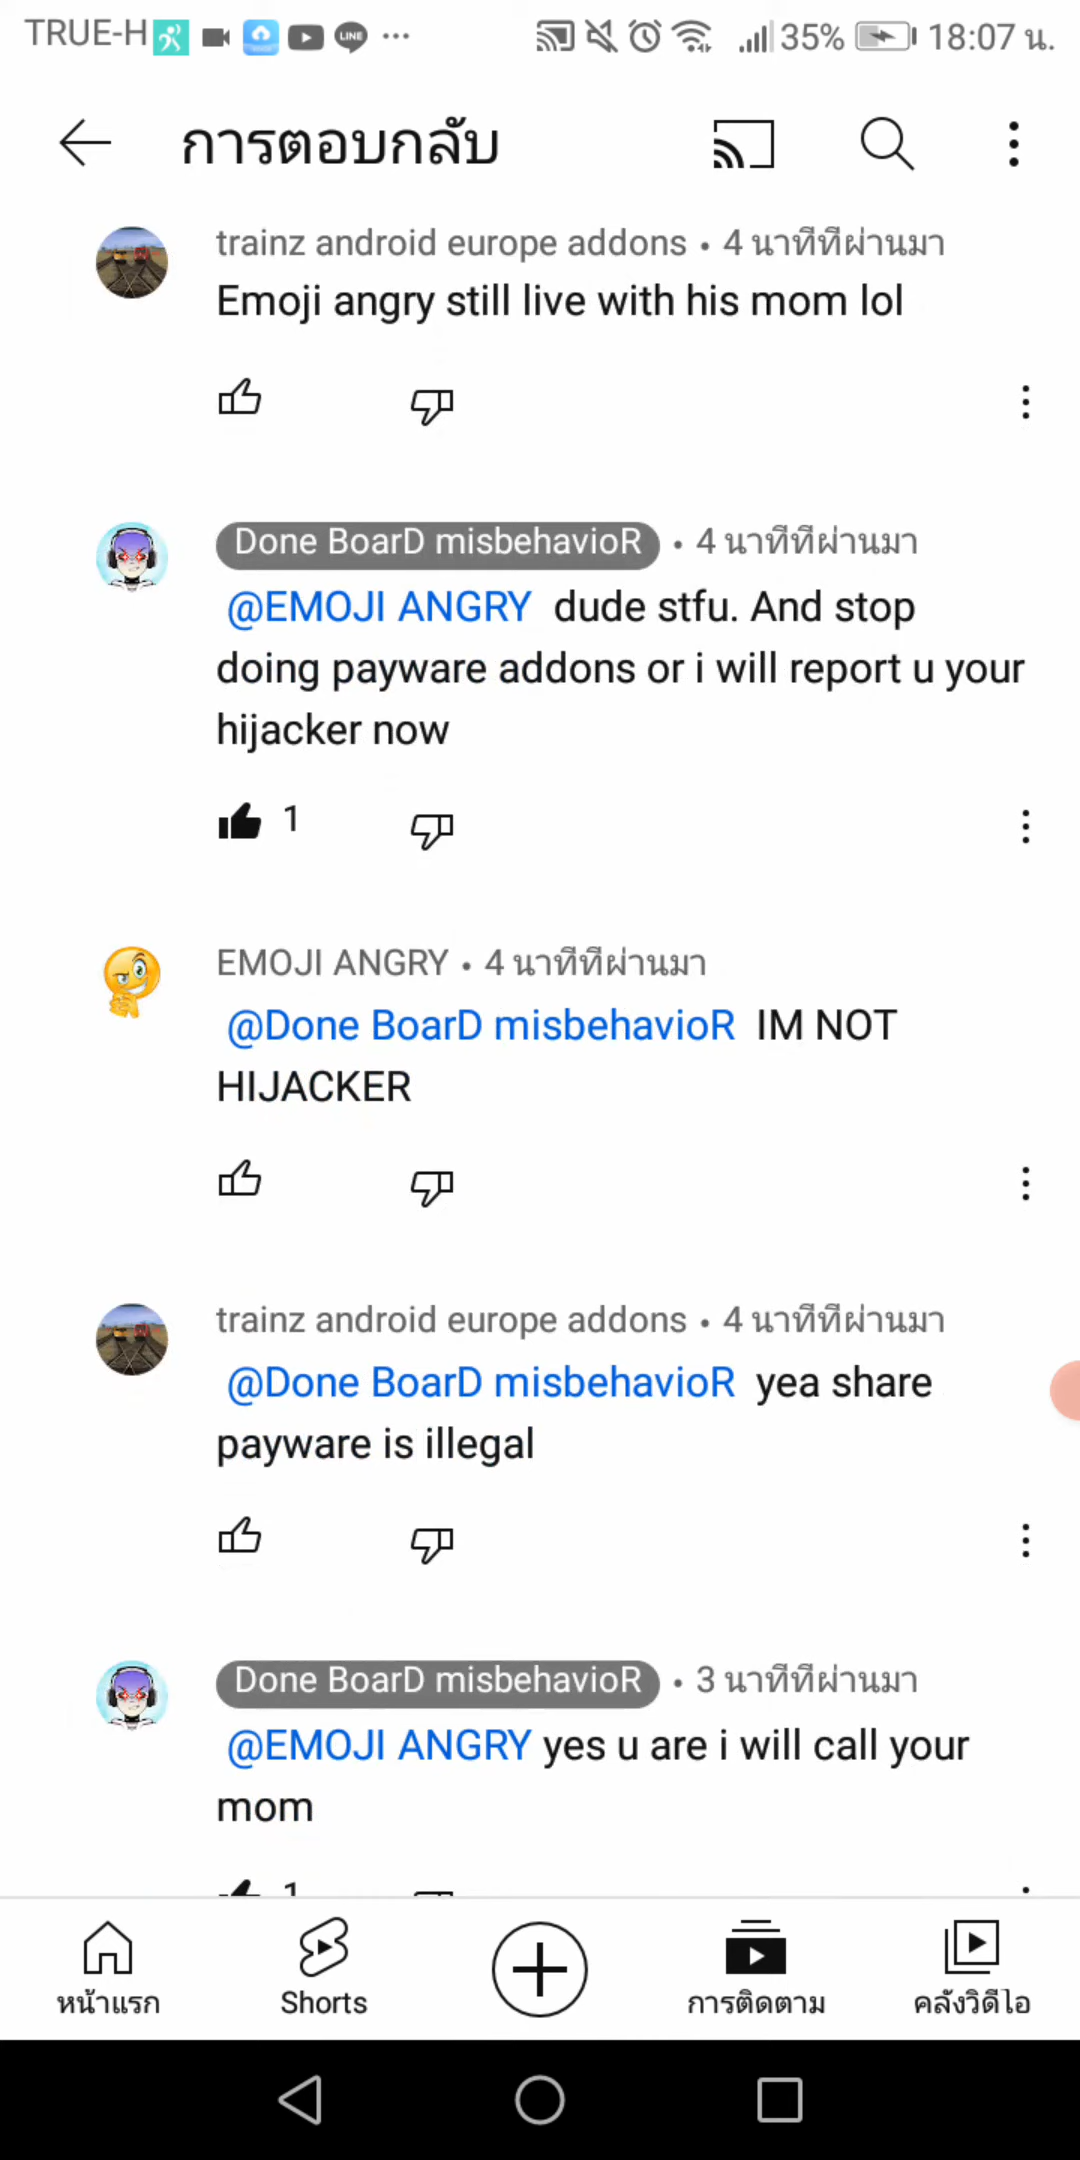 TRUE-H LINE 35% 18:07 น.
การตอบกลับ
trainz android europe addons • 4 นาทีที่ผ่านมา
Emoji angry still live with his mom lol
Done BoarD misbehavioR • 4 นาทีที่ผ่านมา
@EMOJI ANGRY dude stfu. And stop
doing payware addons or i will report u your
hijacker now
1
EMOJI ANGRY • 4 นาทีที่ผ่านมา
@Done BoarD misbehavioR IM NOT
HIJACKER
trainz android europe addons • 4 นาทีที่ผ่านมา
@Done BoarD misbehavioR yea share
payware is illegal
Done BoarD misbehavioR • 3 นาทีที่ผ่านมา
@EMOJI ANGRY yes u are i will call your
mom
1
หน้าแรก Shorts การติดตาม คลังวิดีโอ